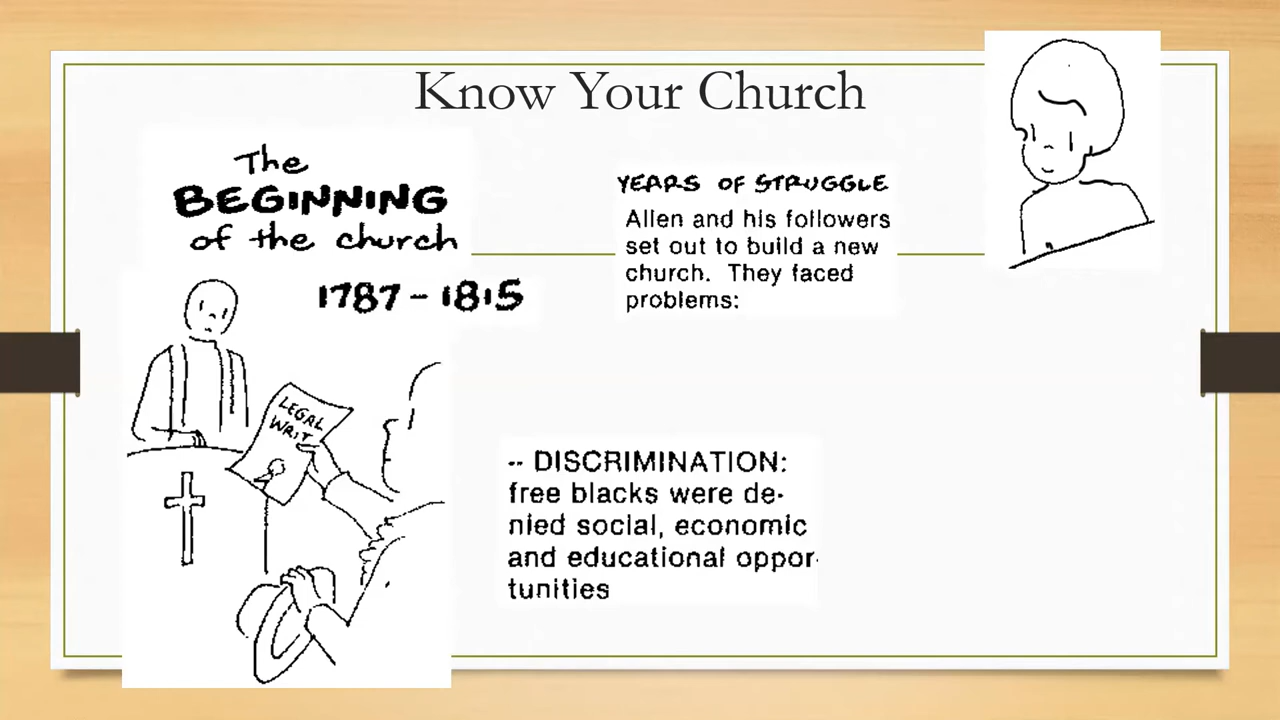 Know Your Church
The
BEGINNING
of the church
1787 - 1815
LEGAL
WRIT
YEARS OF STRUGGLE
Allen and his followers
set out to build a new
church. They faced
problems:
-- DISCRIMINATION:
free blacks were de-
nied social, economic
and educational oppor-
tunities